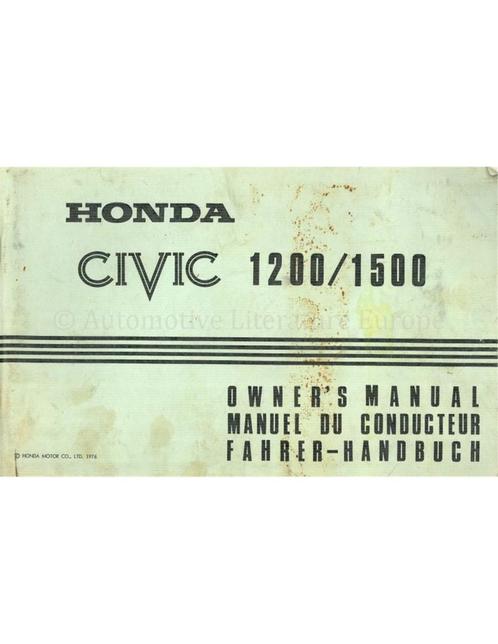 HONDA
CIVIC 1200/1500
© Automotive Literature Europe
OWNER'S MANUAL
MANUEL DU CONDUCTEUR
FAHRER-HANDBUCH
© HONDA MOTOR CO., LTD. 1976